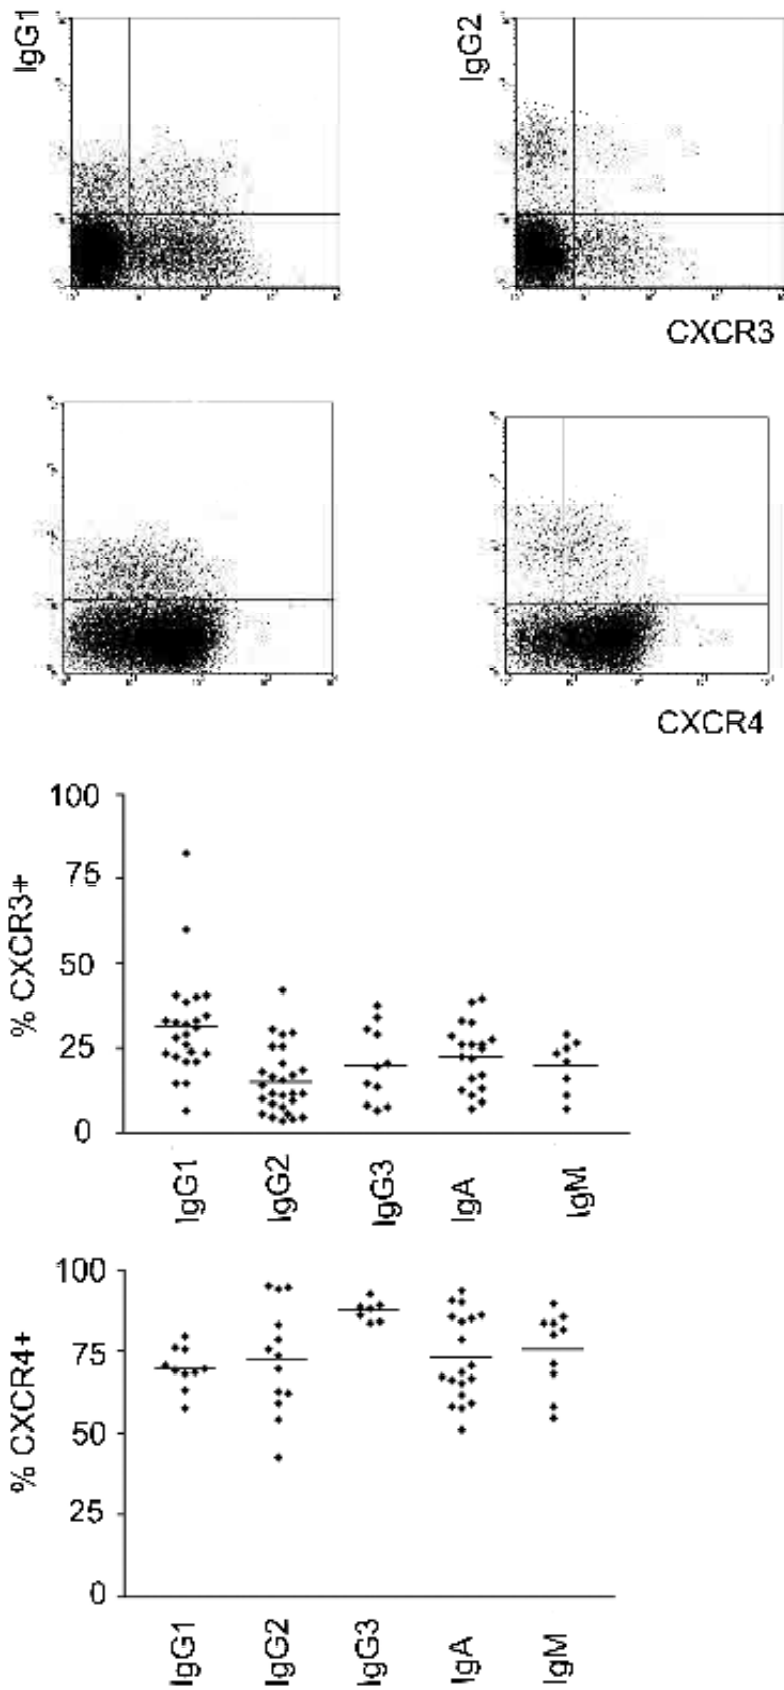 IgG1
IgG2
CXCR3
CXCR4
100
75
50
25
0
% CXCR3+
IgG1
IgG2
IgG3
IgA
IgM
100
75
50
25
0
% CXCR4+
IgG1
IgG2
IgG3
IgA
IgM